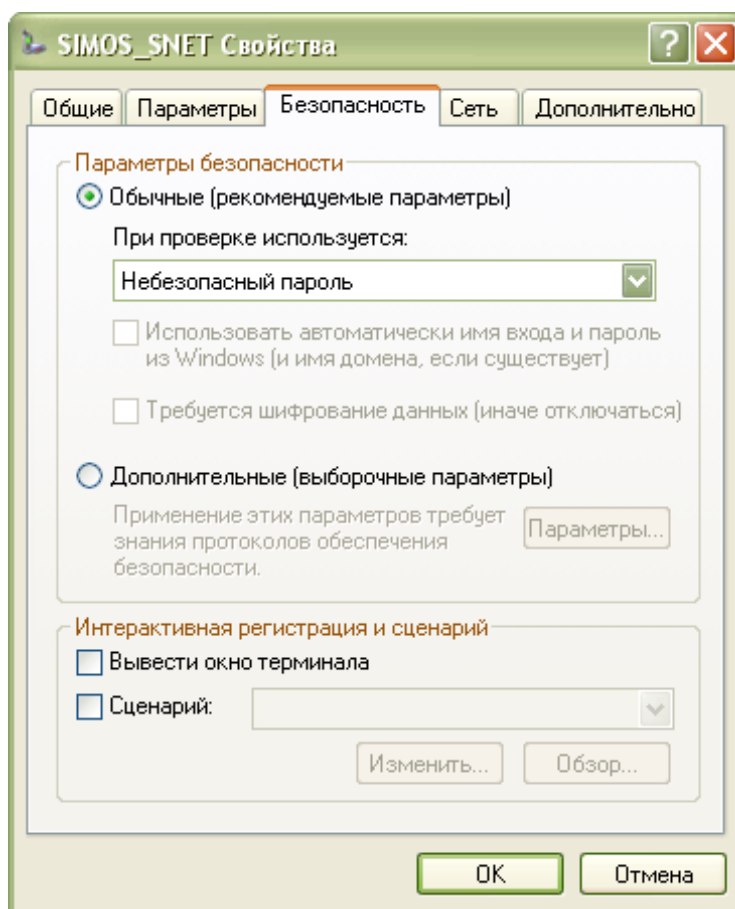 SIMOS_SNET Свойства
Общие Параметры Безопасность Сеть Дополнительно
Параметры безопасности
Обычные (рекомендуемые параметры)
При проверке используется:
Небезопасный пароль
Использовать автоматически имя входа и пароль
из Windows (и имя домена, если существует)
Требуется шифрование данных (иначе отключаться)
Дополнительные (выборочные параметры)
Применение этих параметров требует
знания протоколов обеспечения
безопасности.
Параметры...
Интерактивная регистрация и сценарий
Вывести окно терминала
Сценарий:
Изменить... Обзор...
OK Отмена